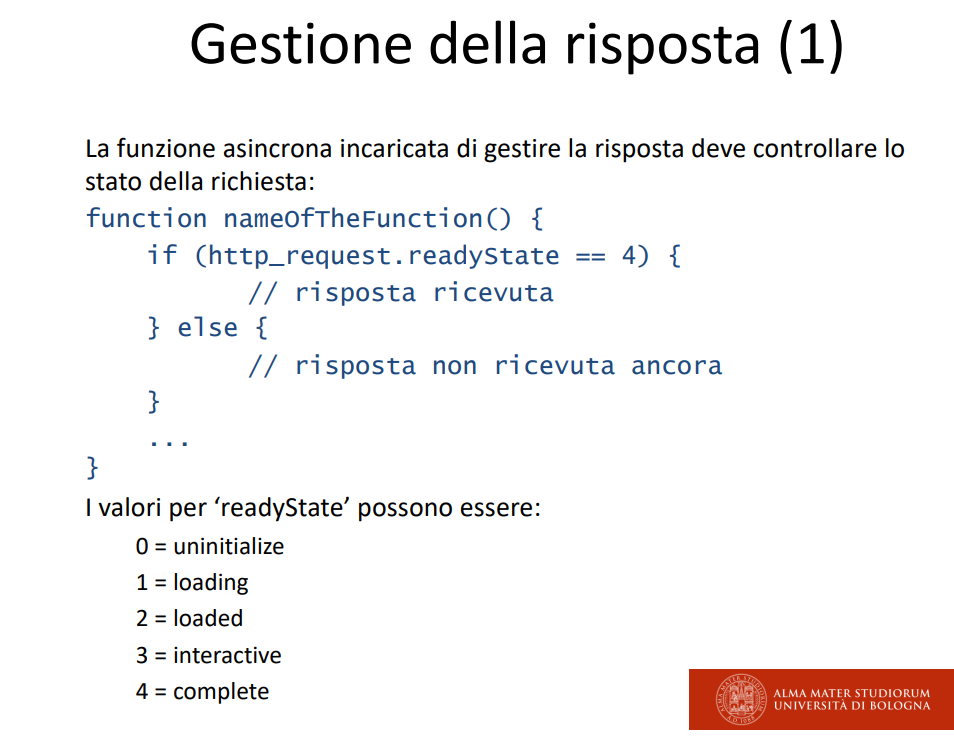 Gestione della risposta (1)
La funzione asincrona incaricata di gestire la risposta deve controllare lo
stato della richiesta:
function nameOfTheFunction() {
if (http_request.readyState == 4) {
// risposta ricevuta
} else {
// risposta non ricevuta ancora
}
...
}
I valori per ‘readyState’ possono essere:
0 = uninitialize
1 = loading
2 = loaded
3 = interactive
4 = complete
ALMA MATER STUDIORUM
UNIVERSITÀ DI BOLOGNA